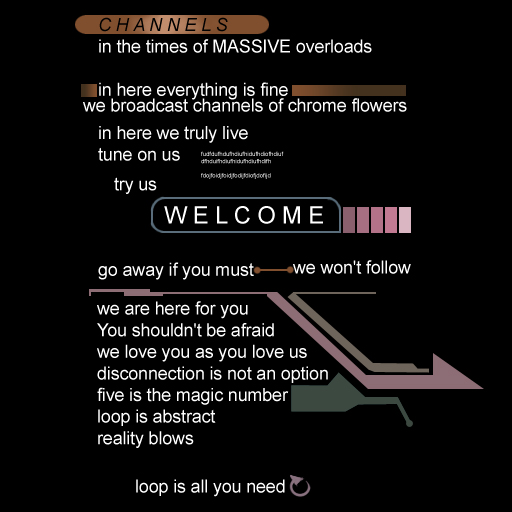 CHANNELS
in the times of MASSIVE overloads
in here everything is fine
we broadcast channels of chrome flowers
in here we truly live
tune on us
try us
WELCOME
go away if you must we won't follow
we are here for you
You shouldn't be afraid
we love you as you love us
disconnection is not an option
five is the magic number
loop is abstract
reality blows
loop is all you need